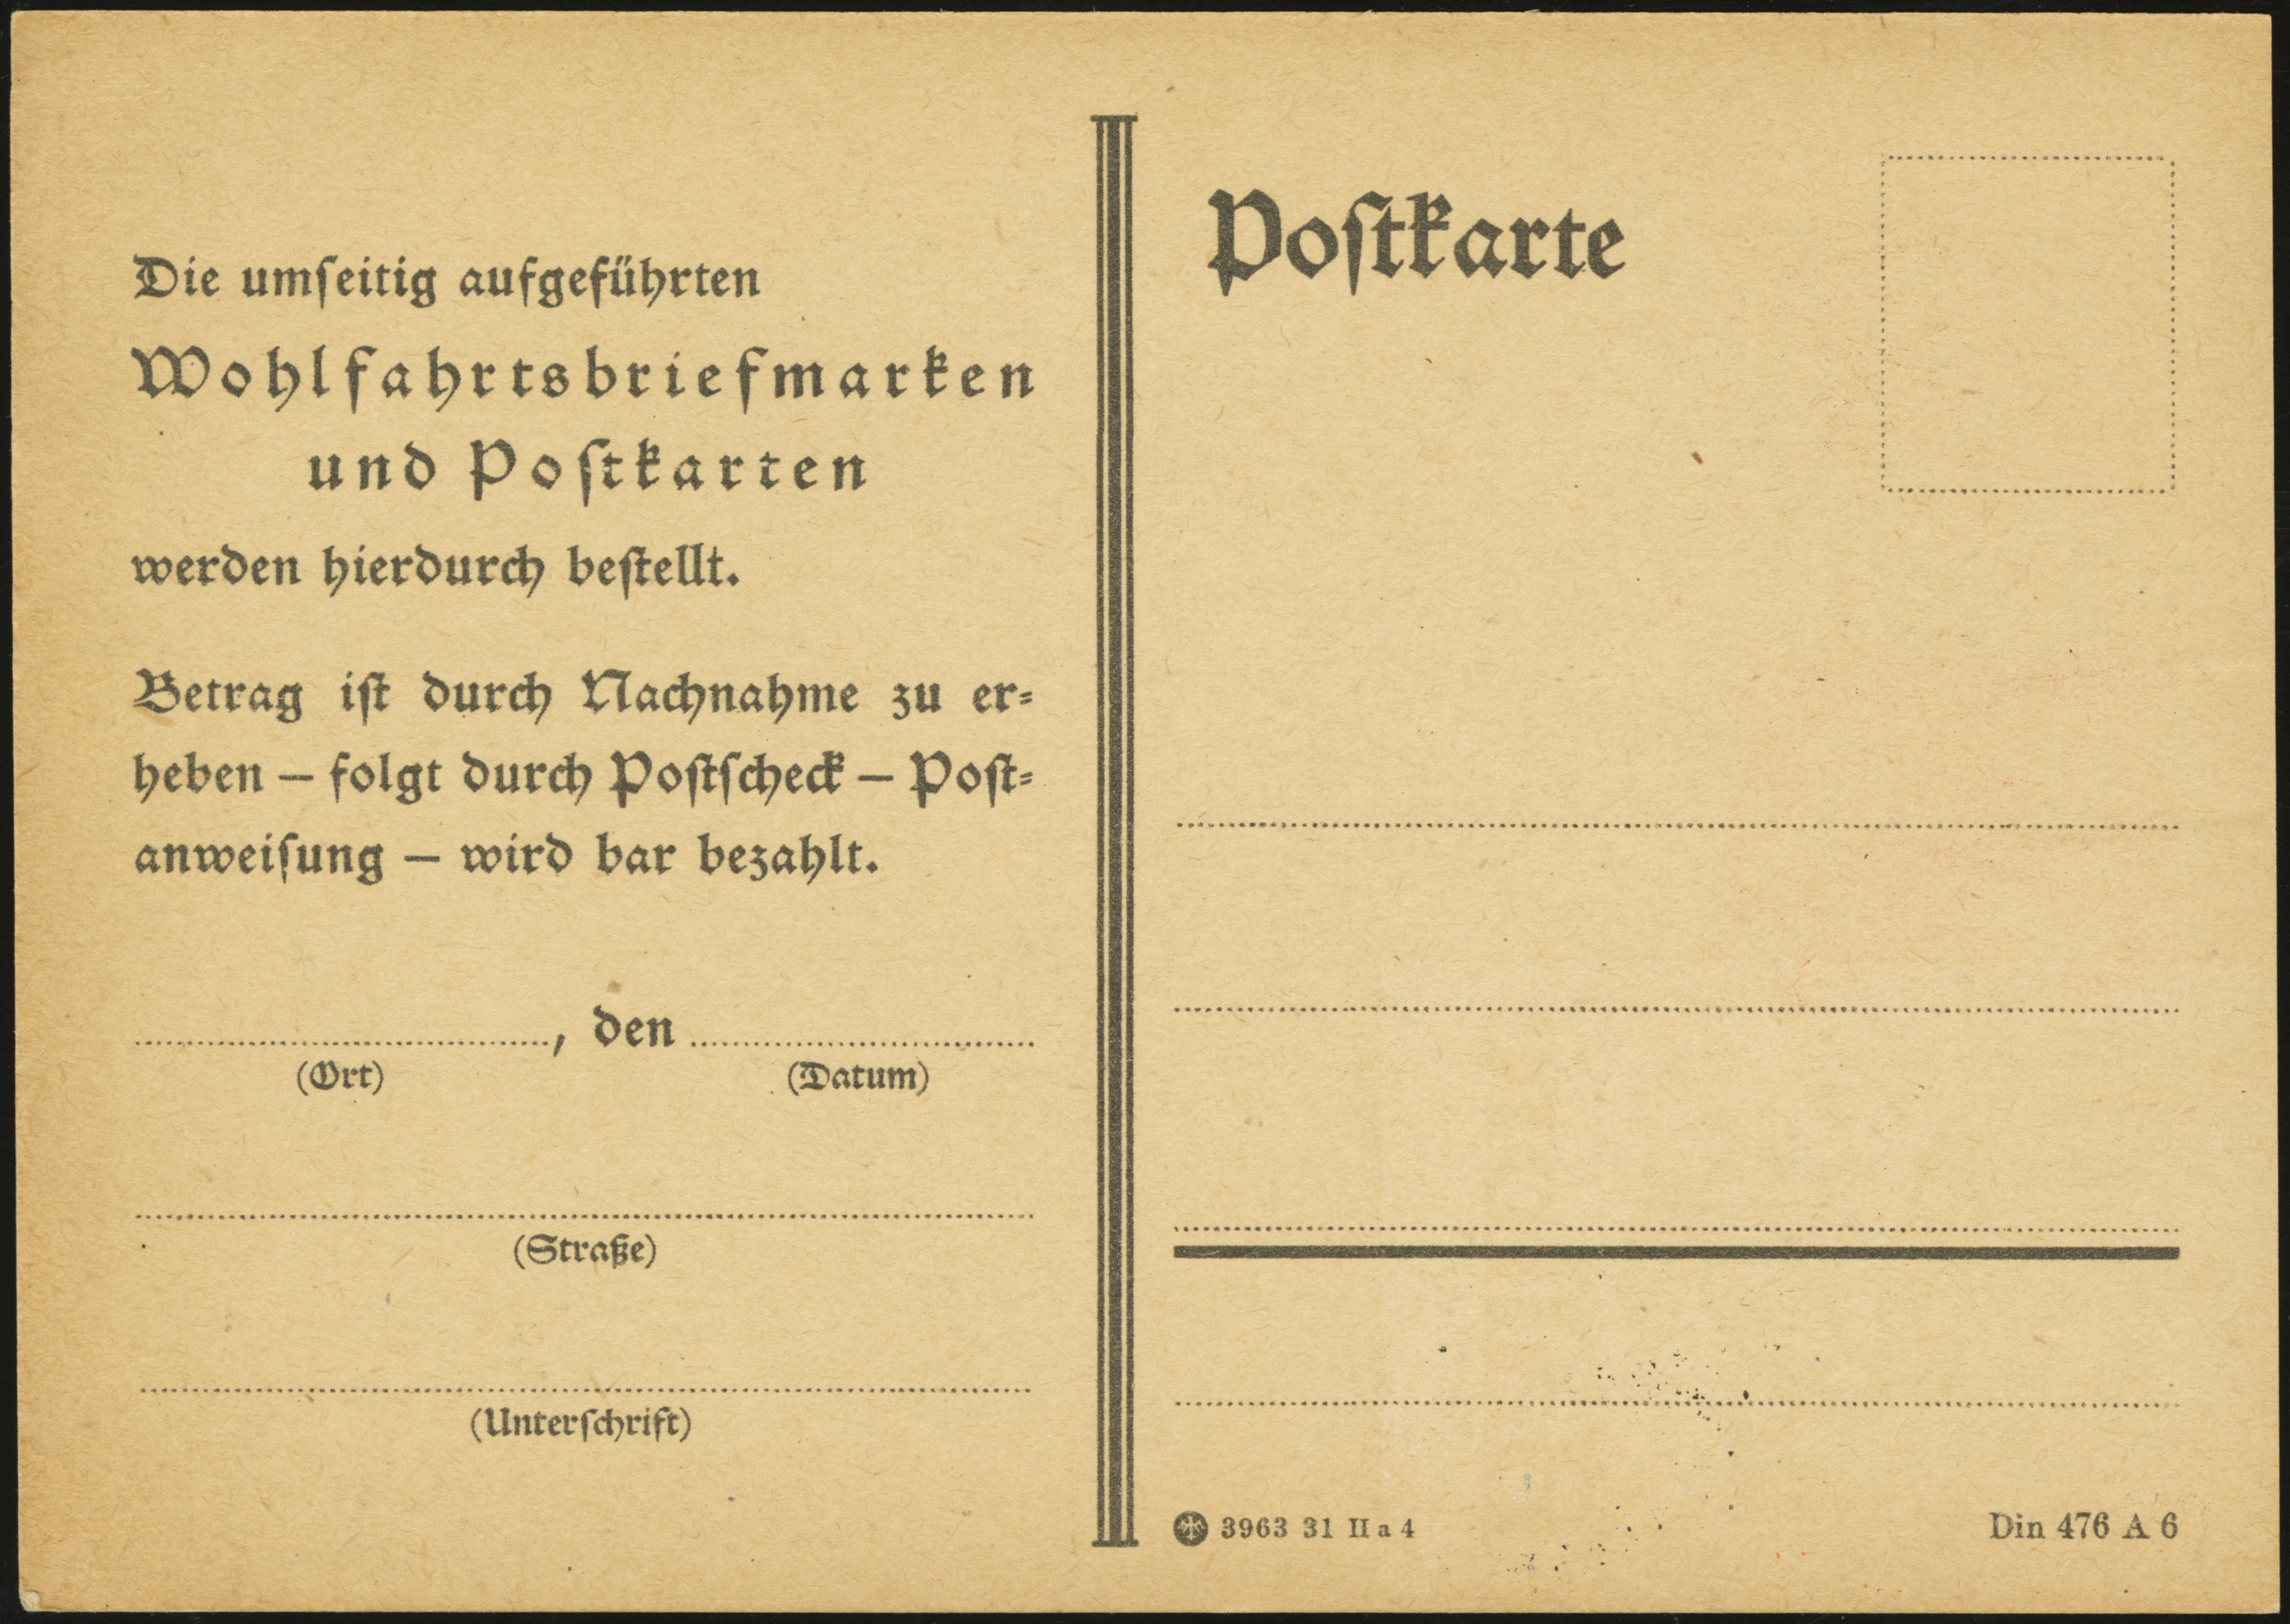 Die umſeitig aufgeführten
Wohlfahrtsbriefmarken
und Poſtkarten
werden hierdurch beſtellt.
Betrag iſt durch Nachnahme zu er⸗
heben — folgt durch Poſtſcheck — Poſt⸗
anweiſung — wird bar bezahlt.
, den
(Ort) (Datum)
(Straße)
(Unterſchrift)
Poſtkarte
3963 31 II a 4
Din 476 A 6